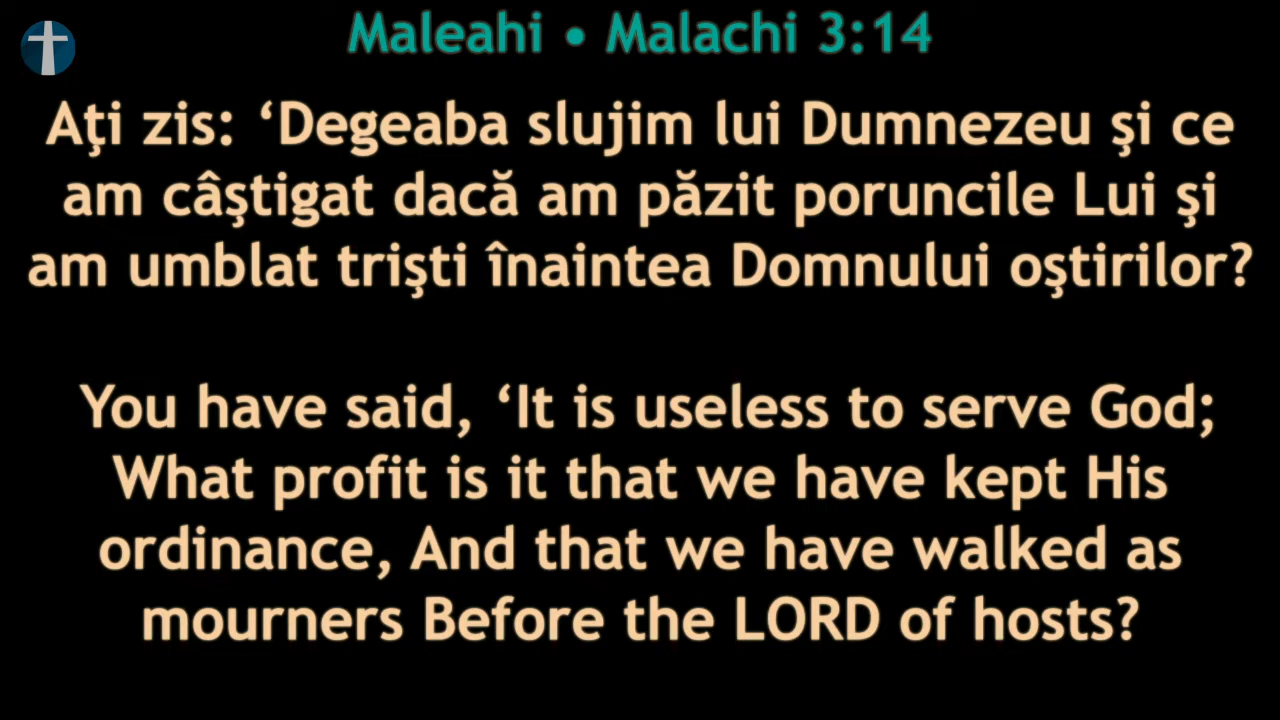 Maleahi • Malachi 3:14
Aţi zis: ‘Degeaba slujim lui Dumnezeu şi ce
am câştigat dacă am păzit poruncile Lui şi
am umblat trişti înaintea Domnului oştirilor?
You have said, ‘It is useless to serve God;
What profit is it that we have kept His
ordinance, And that we have walked as
mourners Before the LORD of hosts?